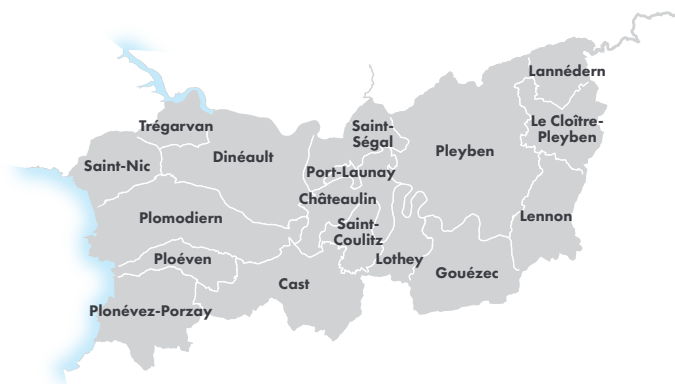 Lannédern
Le Cloître-
Pleyben
Trégarvan
Saint-
Ségal
Pleyben
Dinéault
Saint-Nic
Port-Launay
Châteaulin
Plomodiern
Lennon
Saint-
Coulitz
Ploéven
Lothey
Gouézec
Cast
Plonévez-Porzay